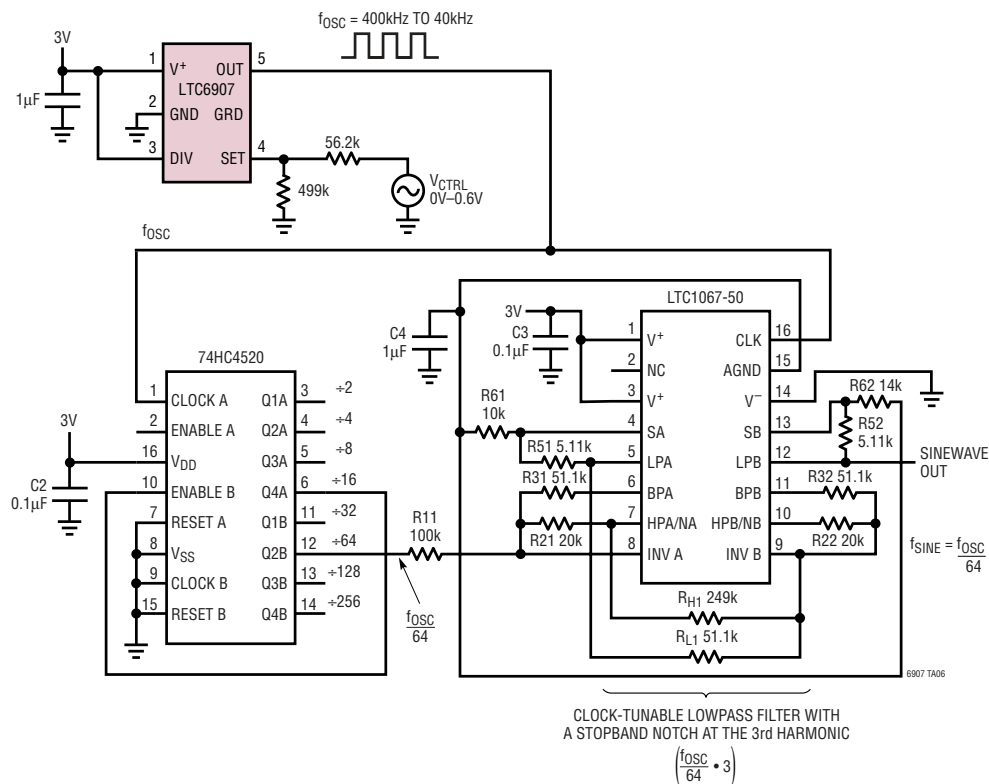 fOSC = 400kHz TO 40kHz
3V
1μF
1
V+
OUT
5
LTC6907
2
GND
GRD
3
DIV
SET
4
56.2k
499k
VCTRL
0V–0.6V
fOSC
LTC1067-50
C4
1μF
3V
C3
0.1μF
1
V+
CLK
16
2
NC
AGND
15
3
V+
V−
14
R62 14k
R61
10k
4
SA
SB
13
R52
5.11k
R51 5.11k
5
LPA
LPB
12
SINEWAVE
OUT
R31 51.1k
6
BPA
BPB
11
R32 51.1k
R21 20k
7
HPA/NA
HPB/NB
10
R22 20k
8
INV A
INV B
9
fSINE = fOSC
64
74HC4520
3V
C2
0.1μF
1
CLOCK A
Q1A
3
÷2
2
ENABLE A
Q2A
4
÷4
16
VDD
Q3A
5
÷8
10
ENABLE B
Q4A
6
÷16
7
RESET A
Q1B
11
÷32
8
VSS
Q2B
12
÷64
9
CLOCK B
Q3B
13
÷128
15
RESET B
Q4B
14
÷256
R11
100k
fOSC
64
RH1 249k
RL1 51.1k
6907 TA06
CLOCK-TUNABLE LOWPASS FILTER WITH
A STOPBAND NOTCH AT THE 3rd HARMONIC
(fOSC
64 • 3)